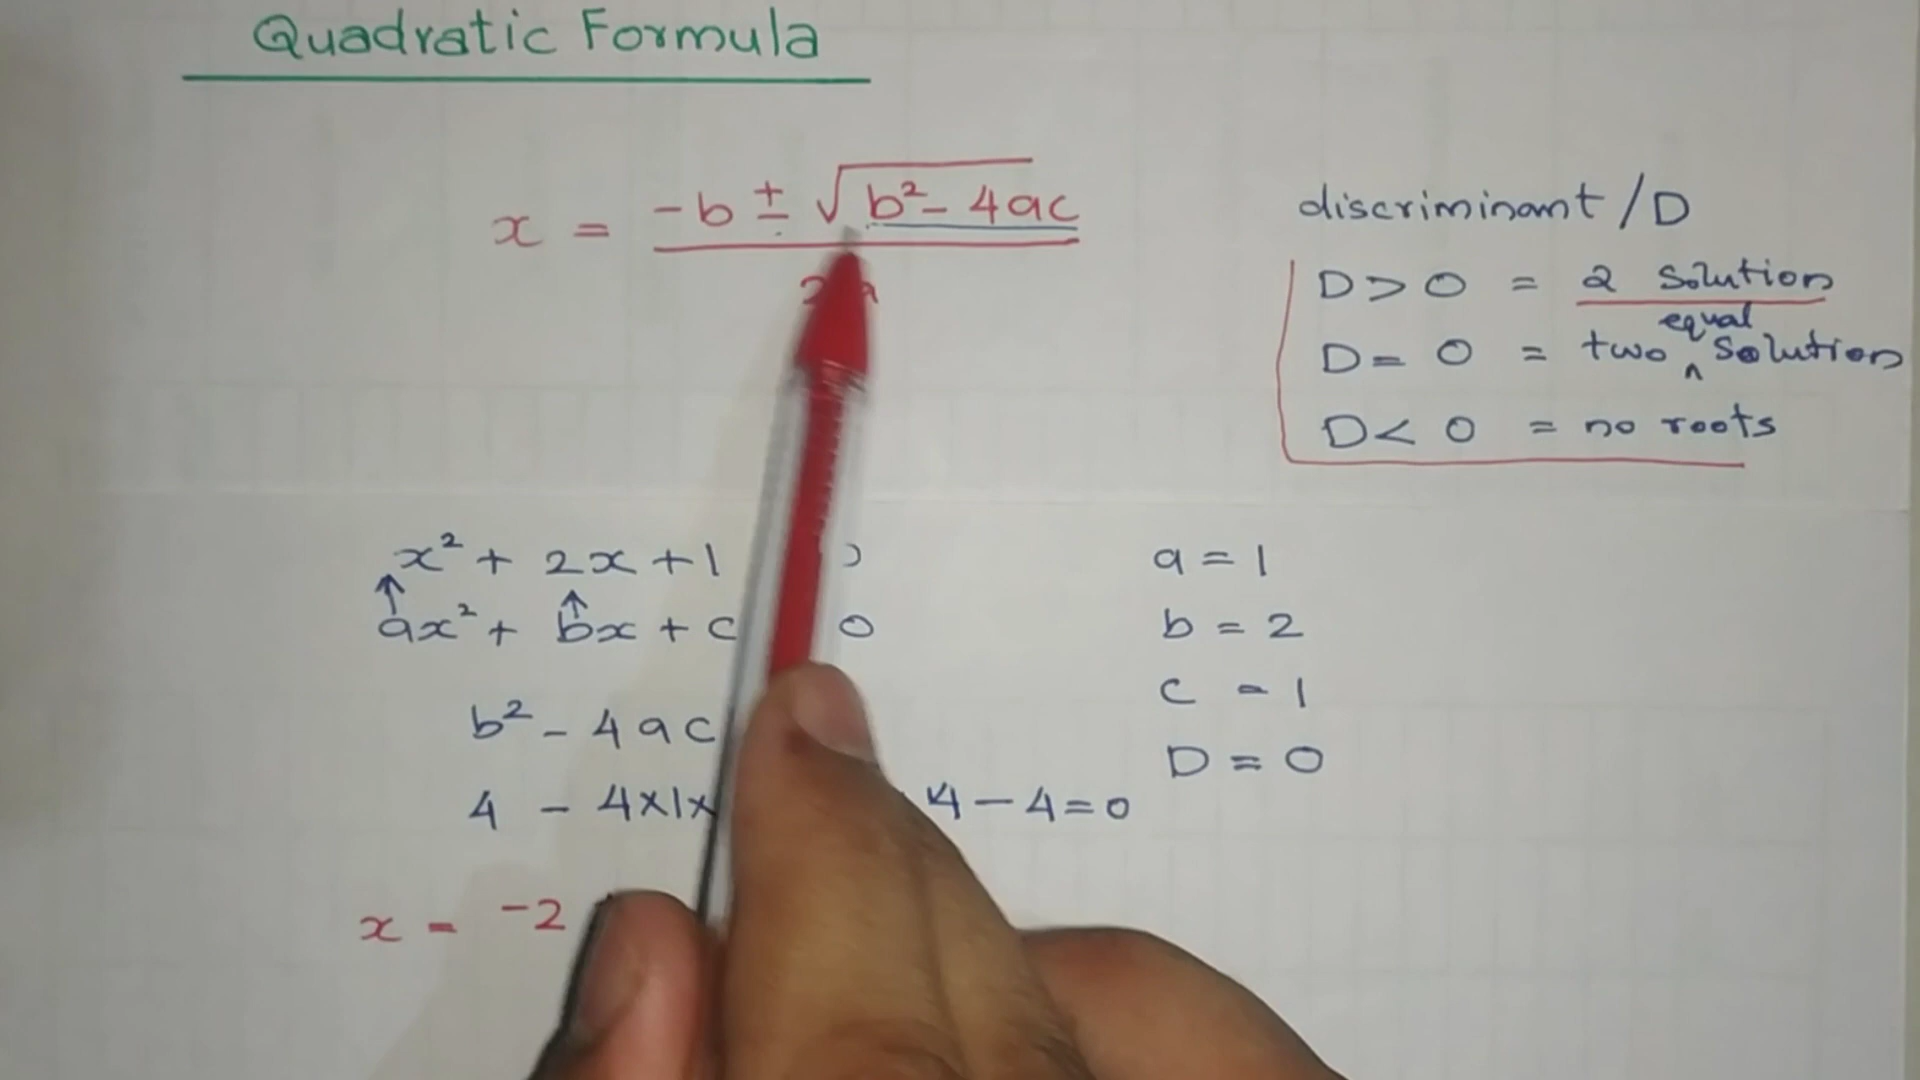 Quadratic Formula
x = -b ± √b² - 4ac
discriminant / D
D > 0 = 2 Solution
D = 0 = two equal Solution
D < 0 = no roots
x² + 2x + 1
a = 1
ax² + bx + c 0
b = 2
b² - 4ac
c = 1
D = 0
4 - 4x1x 4 - 4 = 0
x = -2